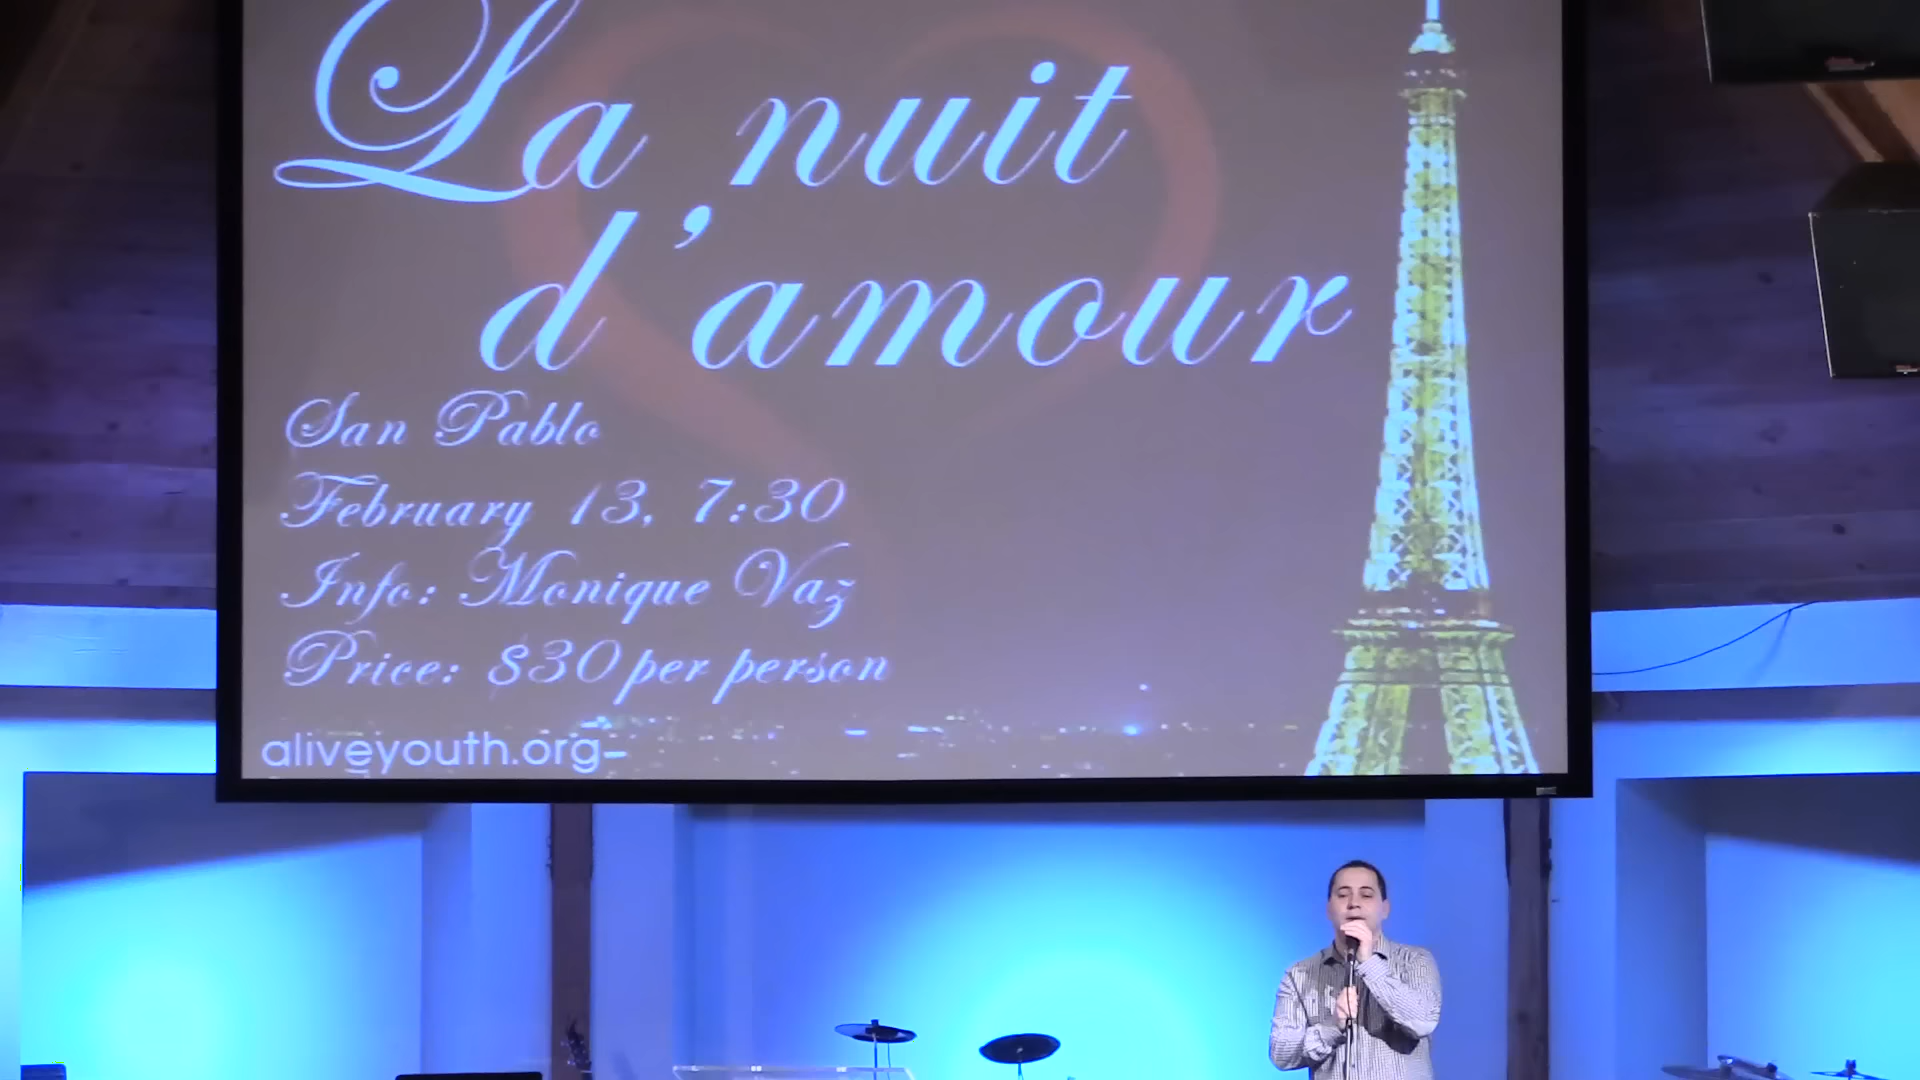 La nuit
d'amour
San Pablo
February 13, 7:30
Info: Monique Vaz
Price: $30 per person
aliveyouth.org